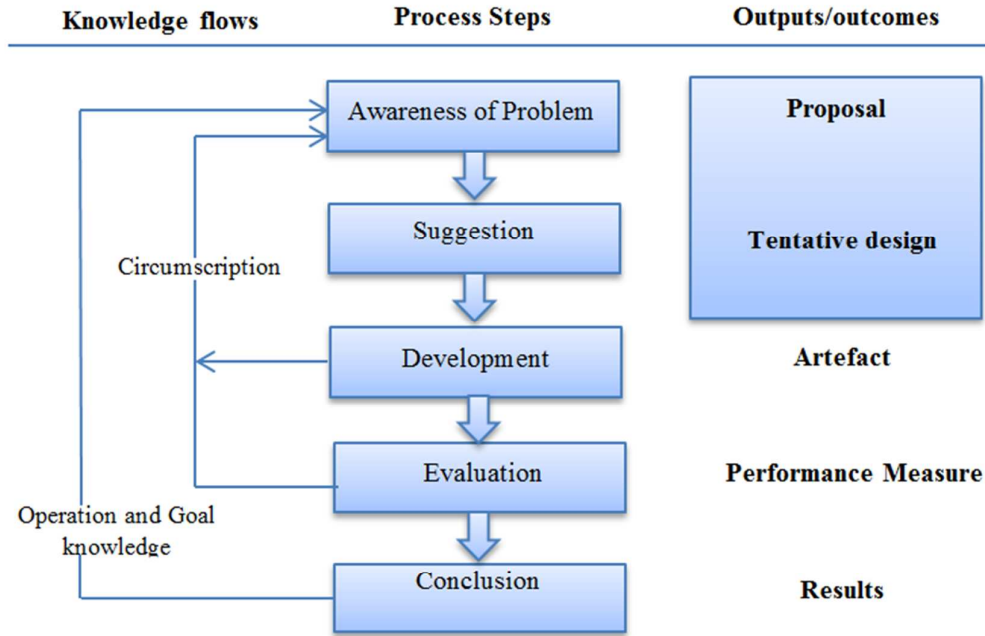 Knowledge flows
Process Steps
Outputs/outcomes
Awareness of Problem
Proposal
Suggestion
Tentative design
Circumscription
Development
Artefact
Evaluation
Performance Measure
Operation and Goal
knowledge
Conclusion
Results